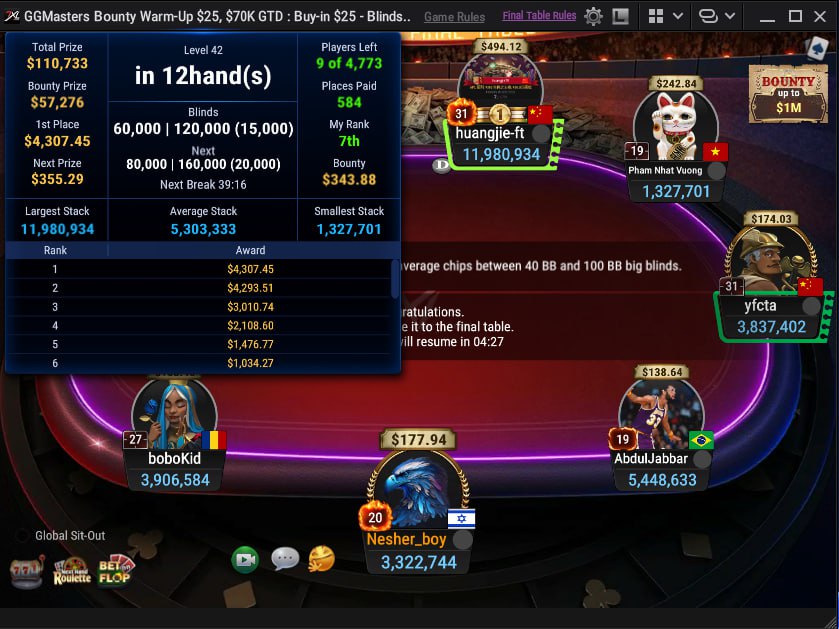 GGMasters Bounty Warm-Up $25, $70K GTD : Buy-in $25 - Blinds..
Game Rules
Final Table Rules
Total Prize
$110,733
Bounty Prize
$57,276
1st Place
$4,307.45
Next Prize
$355.29
Level 42
in 12hand(s)
Blinds
60,000 | 120,000 (15,000)
Next
80,000 | 160,000 (20,000)
Next Break 39:16
Players Left
9 of 4,773
Places Paid
584
My Rank
7th
Bounty
$343.88
Largest Stack
11,980,934
Average Stack
5,303,333
Smallest Stack
1,327,701
Rank Award
1 $4,307.45
2 $4,293.51
3 $3,010.74
4 $2,108.60
5 $1,476.77
6 $1,034.27
FINAL TABLE
$494.12
31
1
huangjie-ft
11,980,934
D
$242.84
19
Pham Nhat Vuong
1,327,701
BOUNTY
up to
$1M
$174.03
31
yfcta
3,837,402
verage chips between 40 BB and 100 BB big blinds.
ratulations.
e it to the final table.
ill resume in 04:27
27
boboKid
3,906,584
$177.94
20
Nesher_boy
3,322,744
$138.64
19
AbdulJabbar
5,448,633
Global Sit-Out
777
Next Hand
Roulette
BET
ON
FLOP